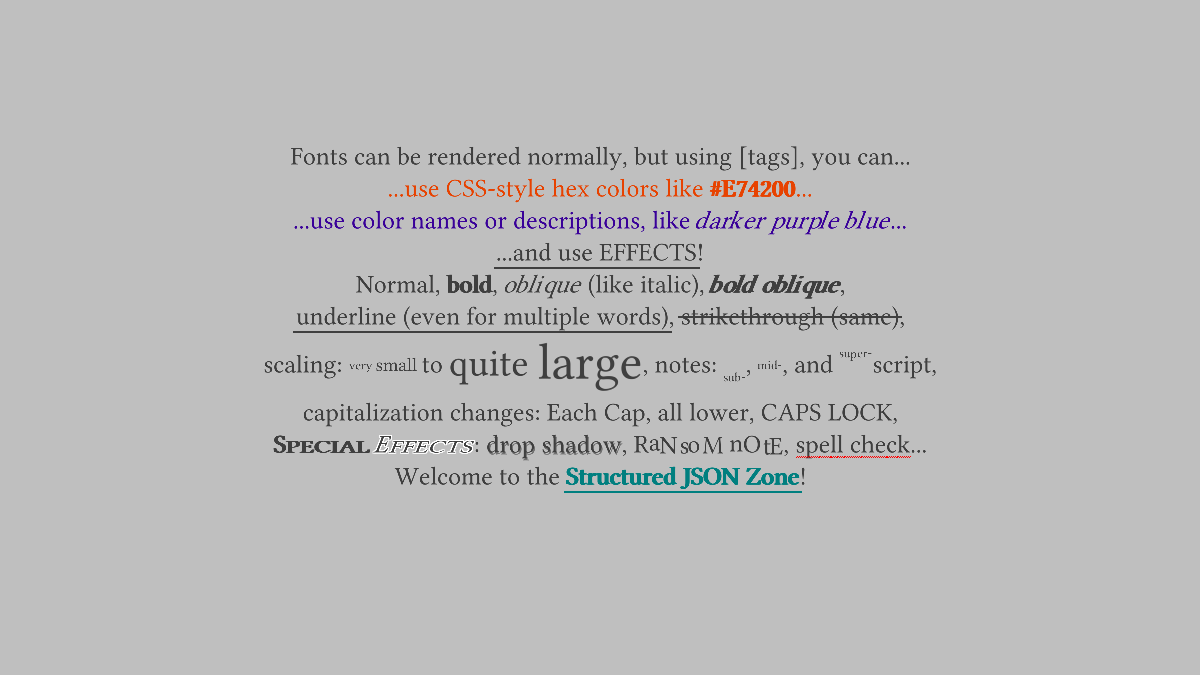 Fonts can be rendered normally, but using [tags], you can...
...use CSS-style hex colors like #E74200...
...use color names or descriptions, like darker purple blue...
...and use EFFECTS!
Normal, bold, oblique (like italic), bold oblique,
underline (even for multiple words), strikethrough (same),
scaling: very small to quite large, notes: sub-, mid-, and super-script,
capitalization changes: Each Cap, all lower, CAPS LOCK,
Special Effects: drop shadow, RaNsoM nOtE, spell check...
Welcome to the Structured JSON Zone!